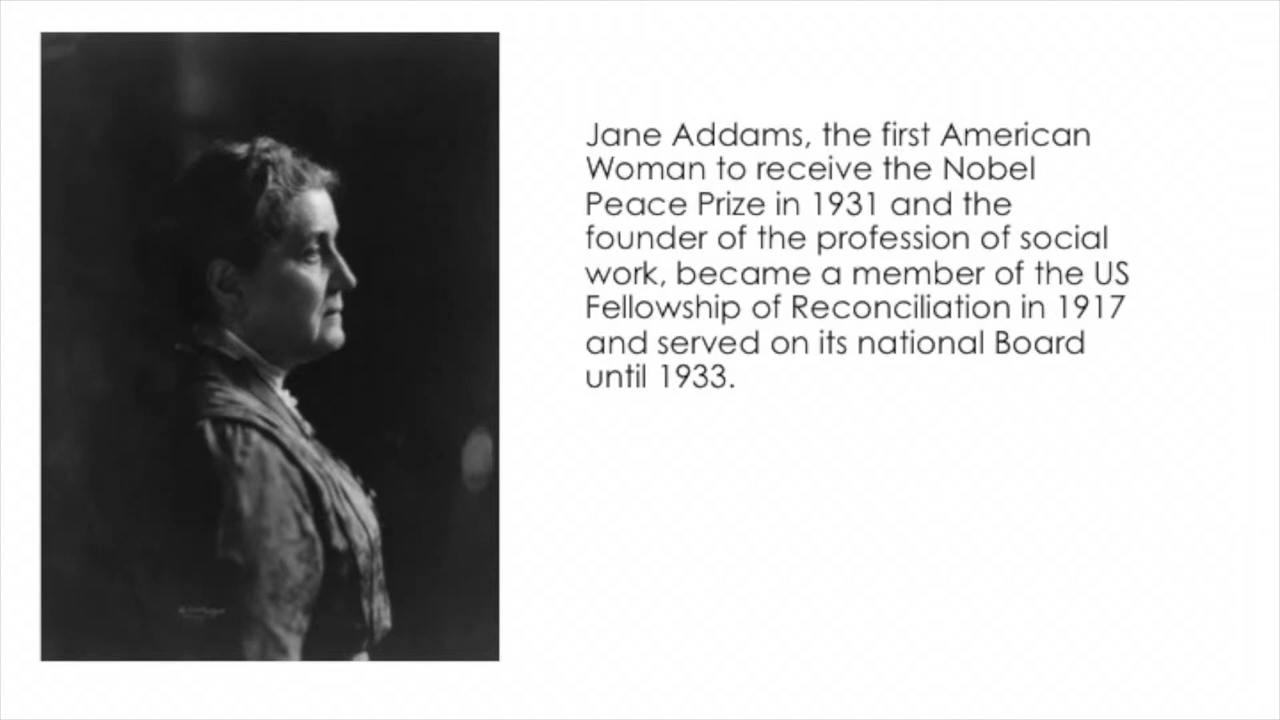 Jane Addams, the first American
Woman to receive the Nobel
Peace Prize in 1931 and the
founder of the profession of social
work, became a member of the US
Fellowship of Reconciliation in 1917
and served on its national Board
until 1933.